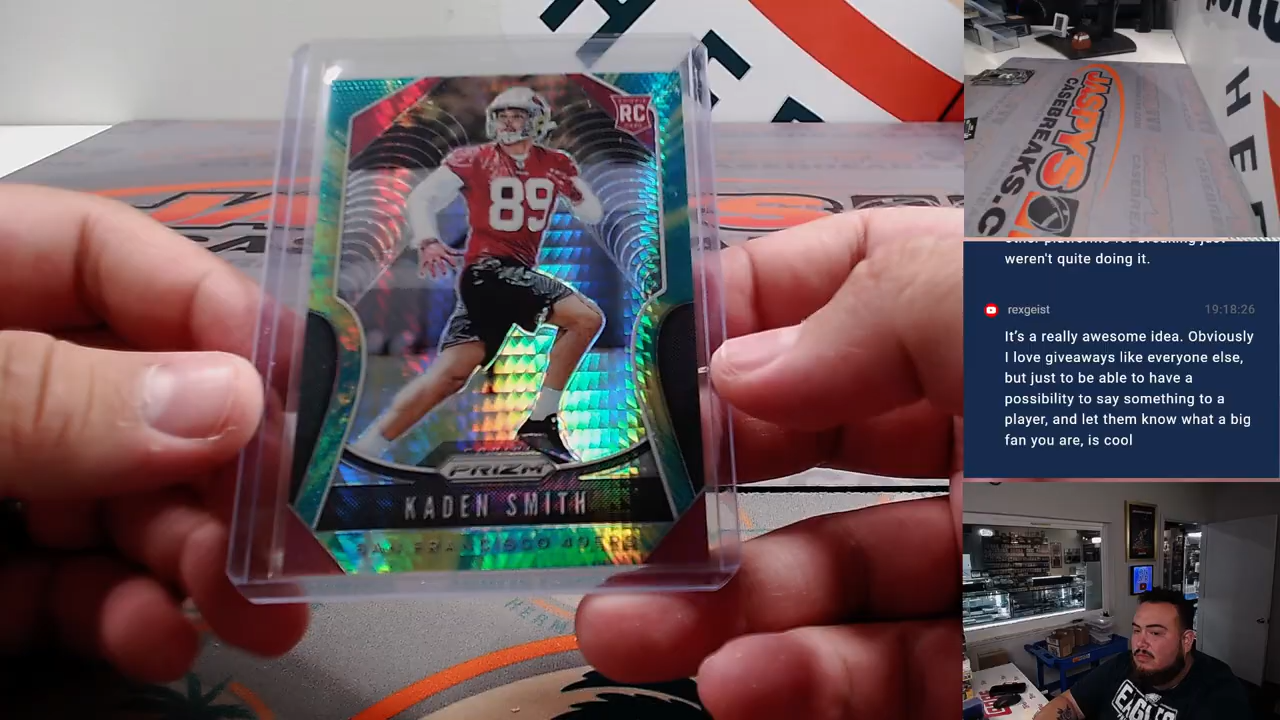 RC
89
PRIZM
KADEN SMITH
SAN FRANCISCO 49ERS
JASPYS
CASEBREAKS.C
HER
weren't quite doing it.
rexgeist
19:18:26
It's a really awesome idea. Obviously
I love giveaways like everyone else,
but just to be able to have a
possibility to say something to a
player, and let them know what a big
fan you are, is cool
EAGLES